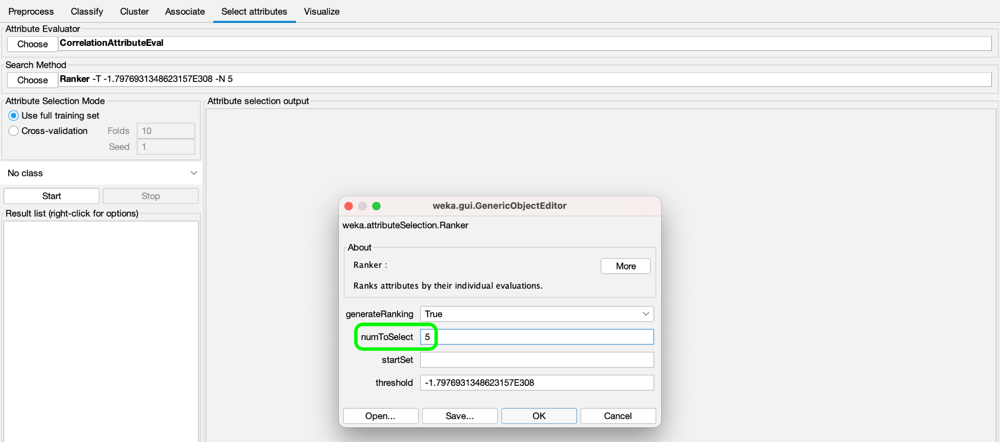 Preprocess Classify Cluster Associate Select attributes Visualize
Attribute Evaluator
Choose CorrelationAttributeEval
Search Method
Choose Ranker -T -1.7976931348623157E308 -N 5
Attribute Selection Mode
Use full training set
Cross-validation Folds 10
Seed 1
No class
Start Stop
Result list (right-click for options)
Attribute selection output
weka.gui.GenericObjectEditor
weka.attributeSelection.Ranker
About
Ranker :
More
Ranks attributes by their individual evaluations.
generateRanking True
numToSelect 5
startSet
threshold -1.7976931348623157E308
Open... Save... OK Cancel